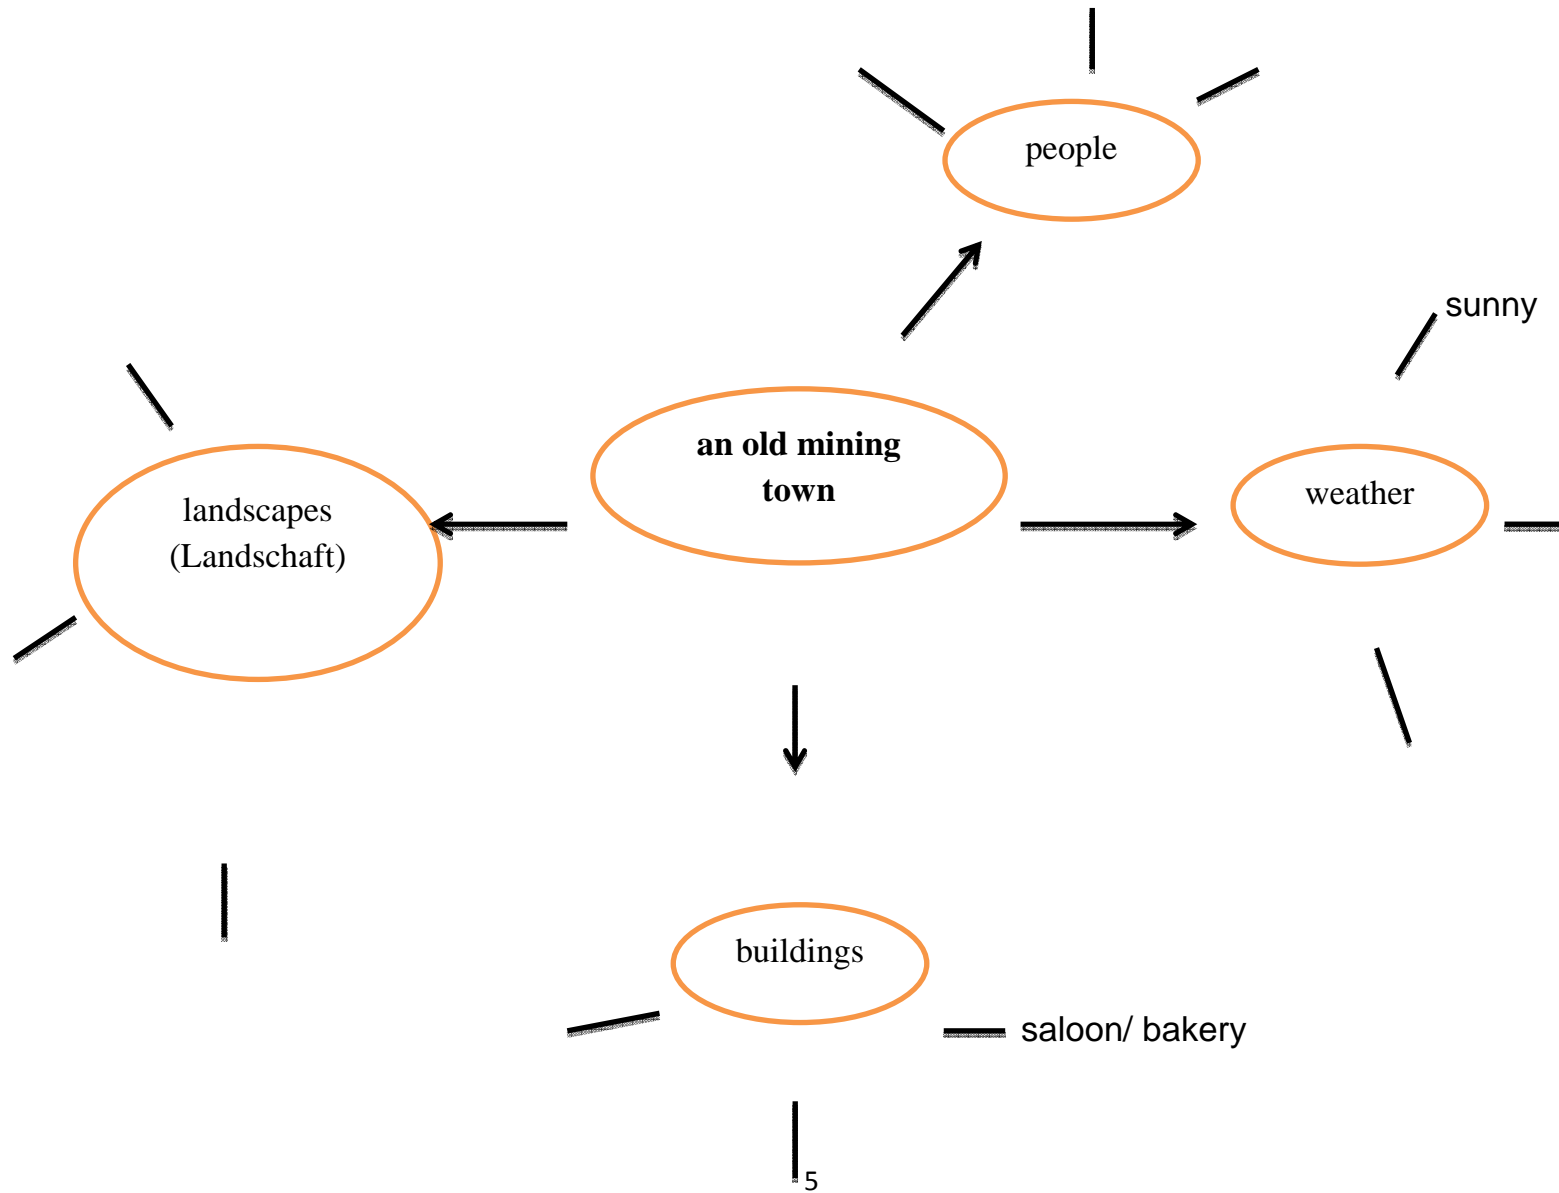 people
sunny
an old mining
town
weather
landscapes
(Landschaft)
buildings
saloon/ bakery
5